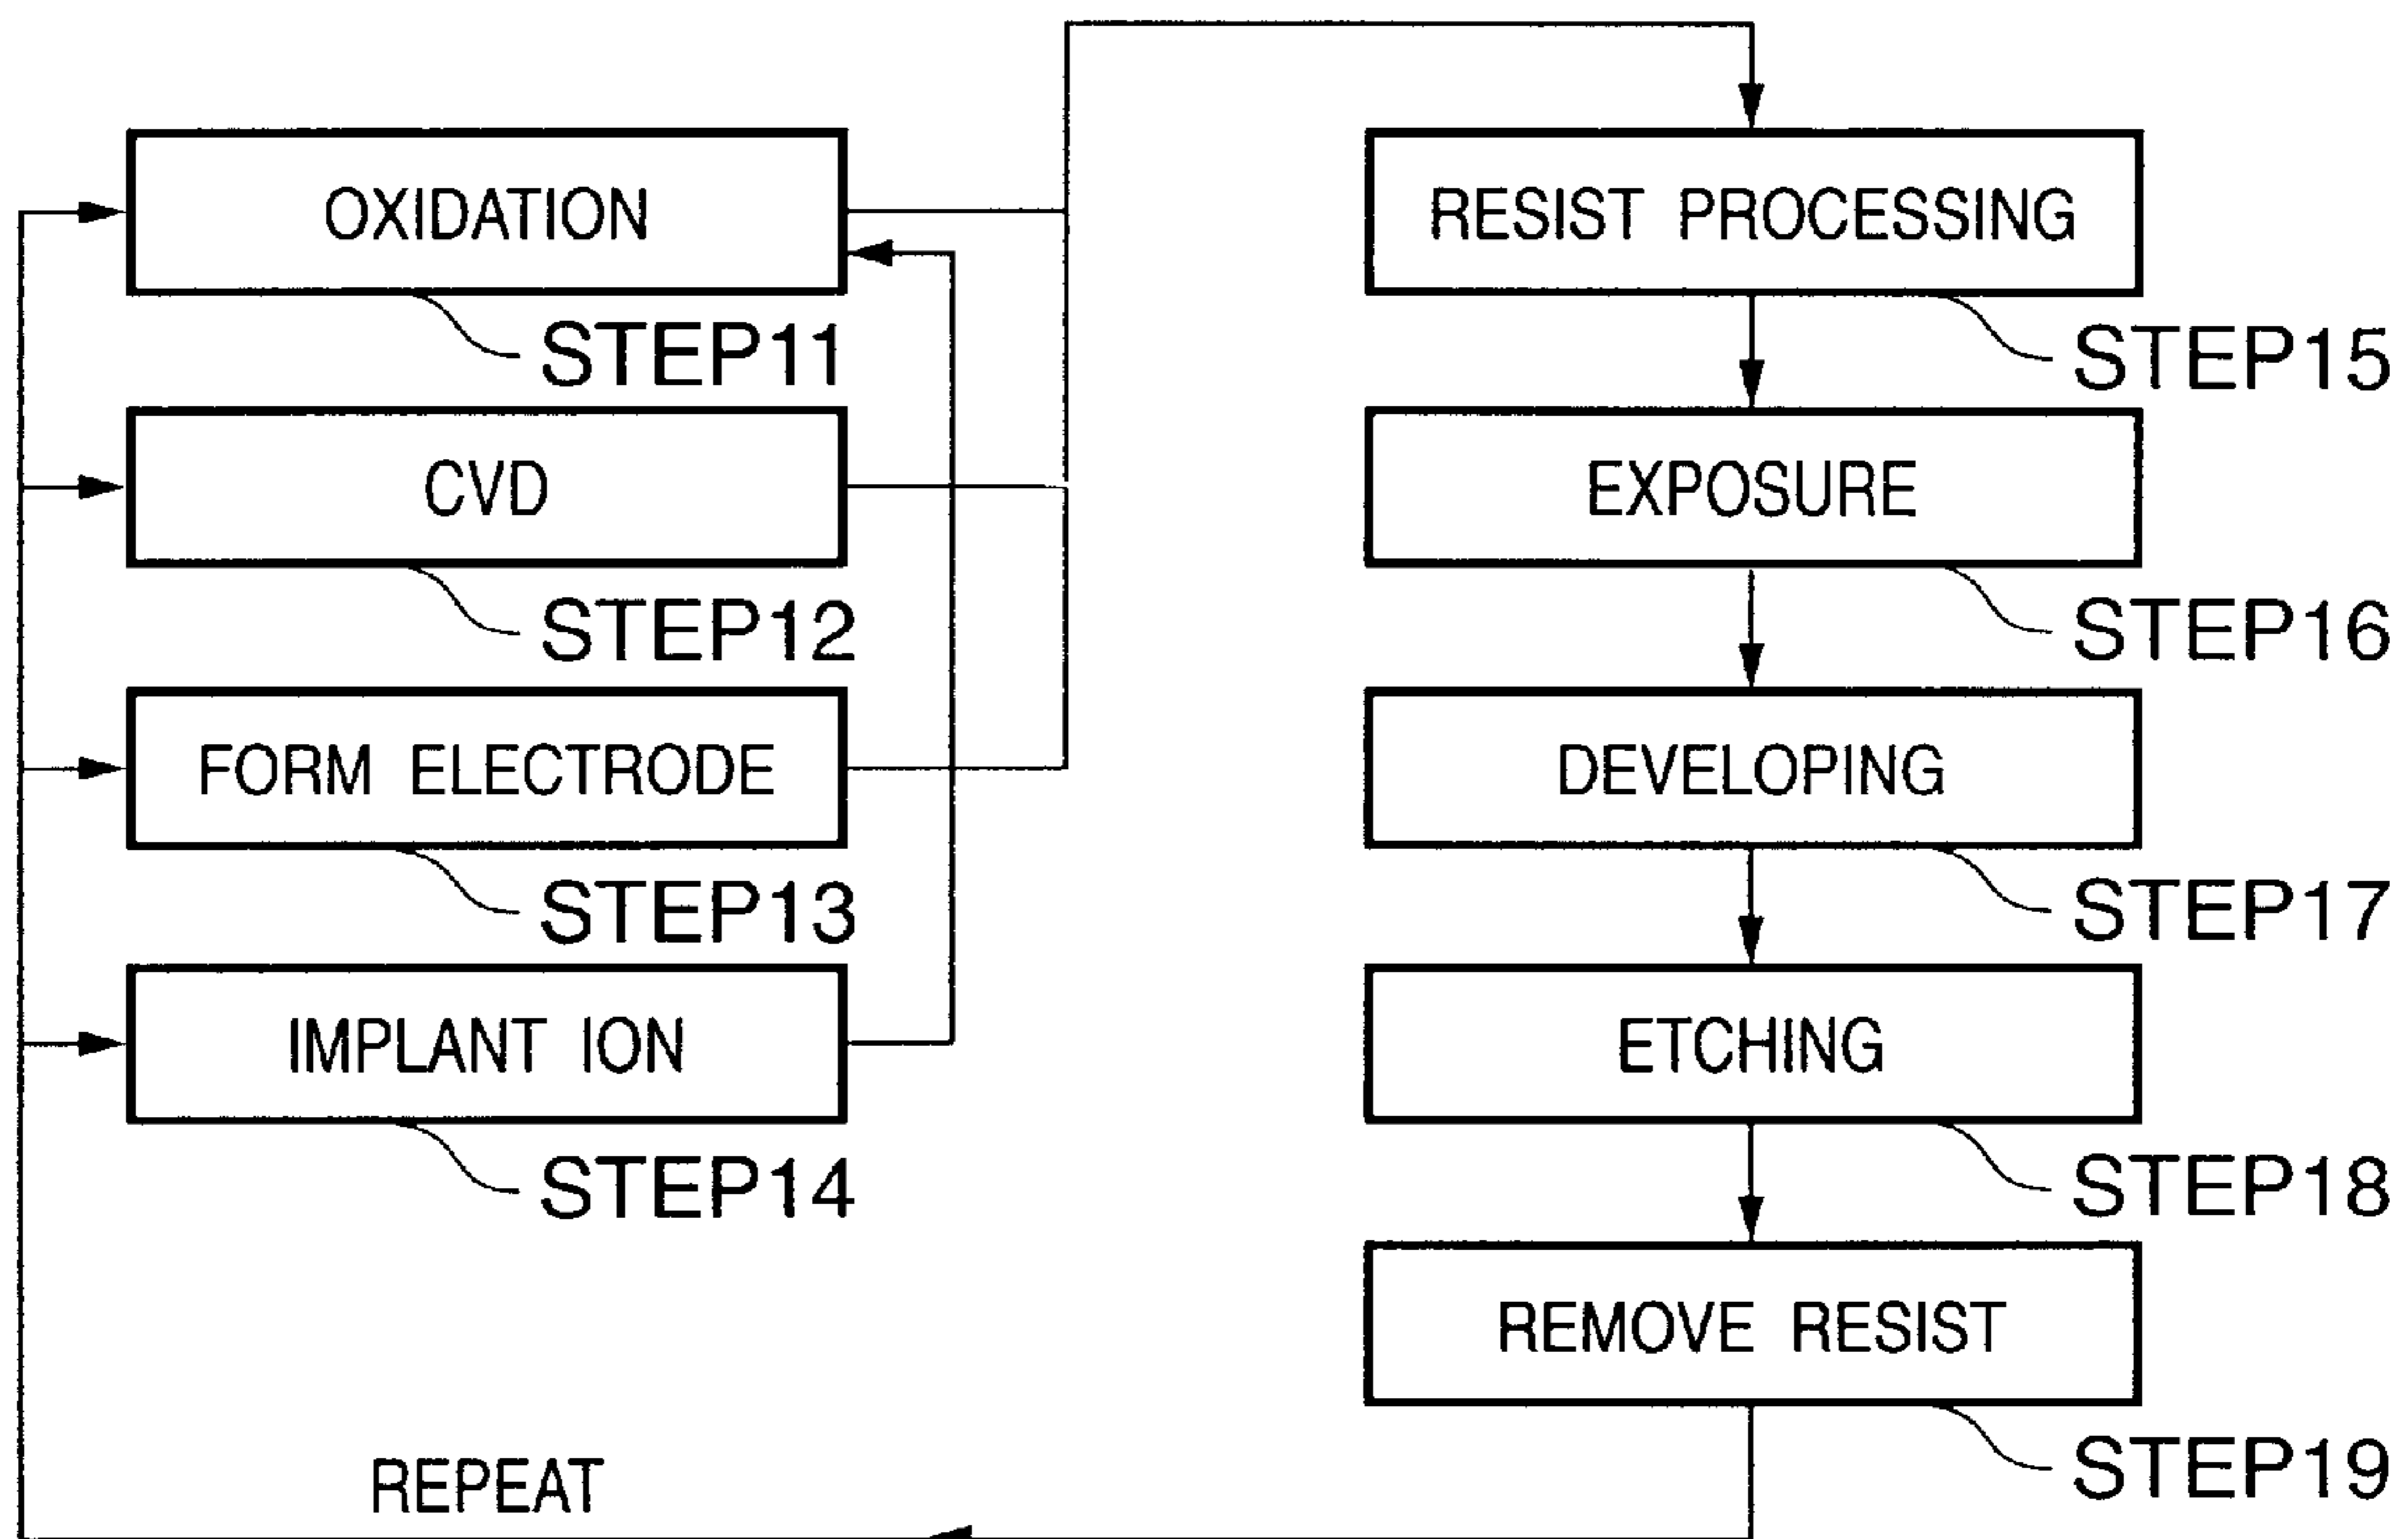 OXIDATION
STEP11
CVD
STEP12
FORM ELECTRODE
STEP13
IMPLANT ION
STEP14
RESIST PROCESSING
STEP15
EXPOSURE
STEP16
DEVELOPING
STEP17
ETCHING
STEP18
REMOVE RESIST
STEP19
REPEAT